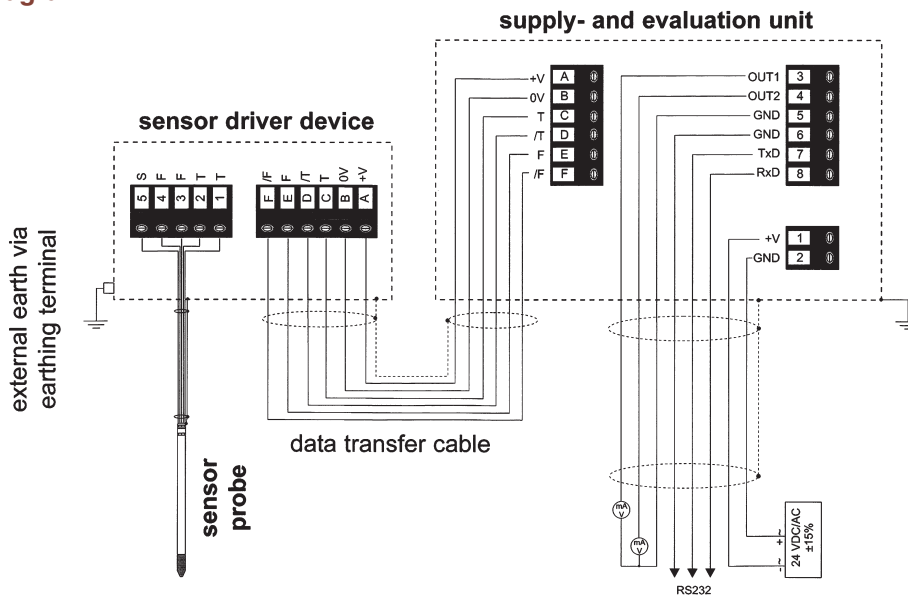 supply- and evaluation unit
sensor driver device
S F F T T
5 4 3 2 1
/F F /T T 0V +V
F E D C B A
+V A
0V B
T C
/T D
F E
/F F
OUT1 3
OUT2 4
GND 5
GND 6
TxD 7
RxD 8
+V 1
GND 2
external earth via
earthing terminal
data transfer cable
sensor
probe
mA
V
mA
V
+ ~
- ~
24 VDC/AC
±15%
RS232